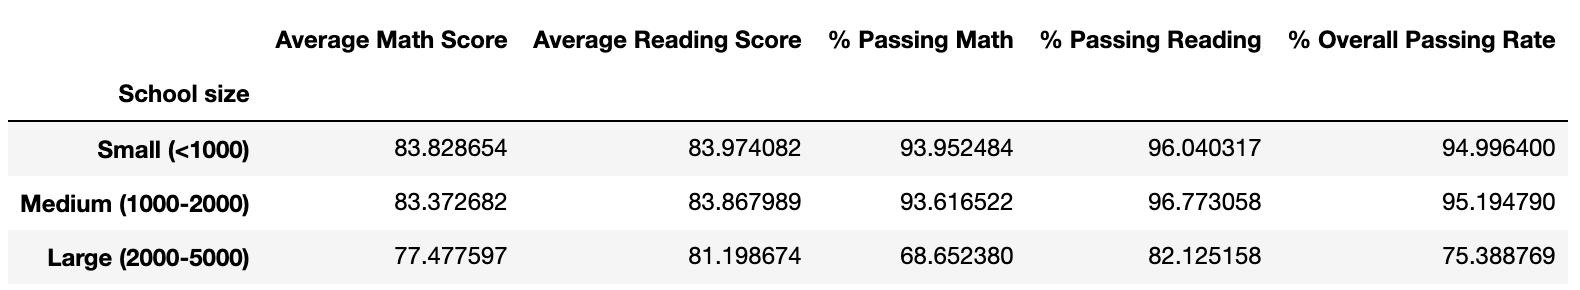 Average Math Score Average Reading Score % Passing Math % Passing Reading % Overall Passing Rate
School size
Small (<1000) 83.828654 83.974082 93.952484 96.040317 94.996400
Medium (1000-2000) 83.372682 83.867989 93.616522 96.773058 95.194790
Large (2000-5000) 77.477597 81.198674 68.652380 82.125158 75.388769